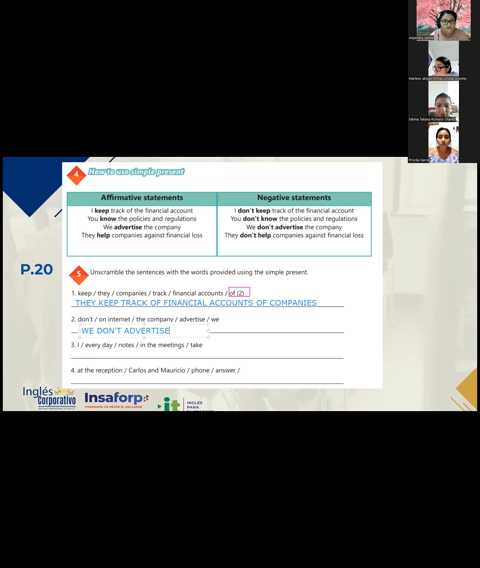 4
How to use simple present
Affirmative statements
Negative statements
I keep track of the financial account
You know the policies and regulations
We advertise the company
They help companies against financial loss
I don't keep track of the financial account
You don't know the policies and regulations
We don't advertise the company
They don't help companies against financial loss
P.20
5
Unscramble the sentences with the words provided using the simple present.
1. keep / they / companies / track / financial accounts / of (2)
THEY KEEP TRACK OF FINANCIAL ACCOUNTS OF COMPANIES
2. don't / on internet / the company / advertise / we
WE DON'T ADVERTISE
3. I / every day / notes / in the meetings / take
4. at the reception / Carlos and Mauricio / phone / answer /
Inglés
Corporativo
Insaforp
it
INGLÉS
PARA